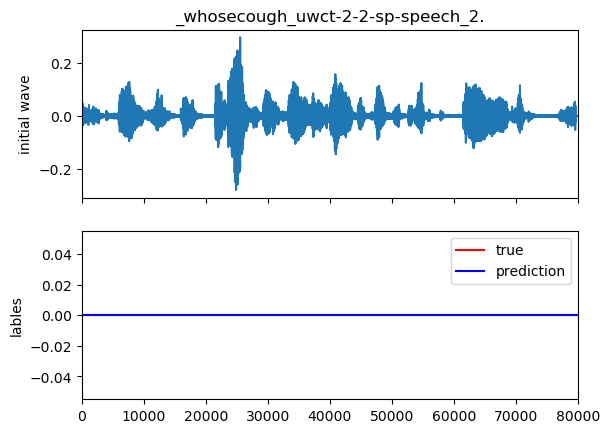 _whosecough_uwct-2-2-sp-speech_2.
initial wave
0.2
0.0
−0.2
lables
0.04
0.02
0.00
−0.02
−0.04
true
prediction
0 10000 20000 30000 40000 50000 60000 70000 80000